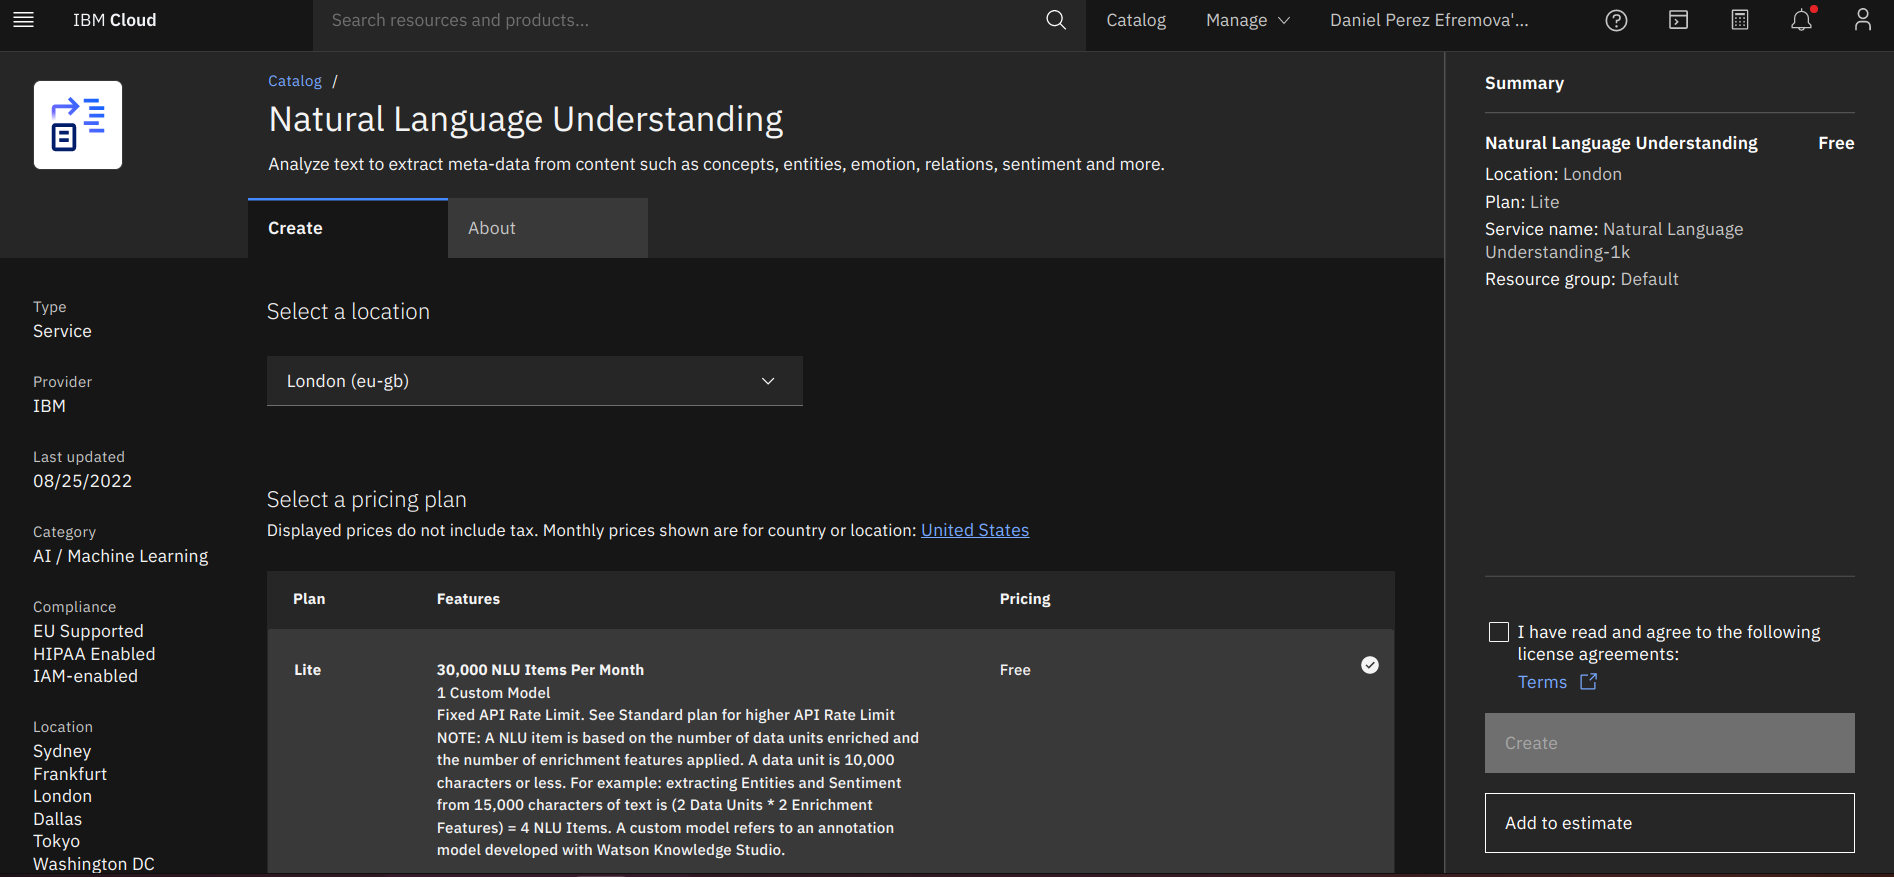 IBM Cloud
Search resources and products...
Catalog
Manage
Daniel Perez Efremova'...
Catalog /
Natural Language Understanding
Analyze text to extract meta-data from content such as concepts, entities, emotion, relations, sentiment and more.
Create
About
Type
Service
Provider
IBM
Last updated
08/25/2022
Category
AI / Machine Learning
Compliance
EU Supported
HIPAA Enabled
IAM-enabled
Location
Sydney
Frankfurt
London
Dallas
Tokyo
Washington DC
Select a location
London (eu-gb)
Select a pricing plan
Displayed prices do not include tax. Monthly prices shown are for country or location: United States
Plan
Features
Pricing
Lite
30,000 NLU Items Per Month
1 Custom Model
Fixed API Rate Limit. See Standard plan for higher API Rate Limit
NOTE: A NLU item is based on the number of data units enriched and
the number of enrichment features applied. A data unit is 10,000
characters or less. For example: extracting Entities and Sentiment
from 15,000 characters of text is (2 Data Units * 2 Enrichment
Features) = 4 NLU Items. A custom model refers to an annotation
model developed with Watson Knowledge Studio.
Free
Summary
Natural Language Understanding
Free
Location: London
Plan: Lite
Service name: Natural Language
Understanding-1k
Resource group: Default
I have read and agree to the following
license agreements:
Terms
Create
Add to estimate